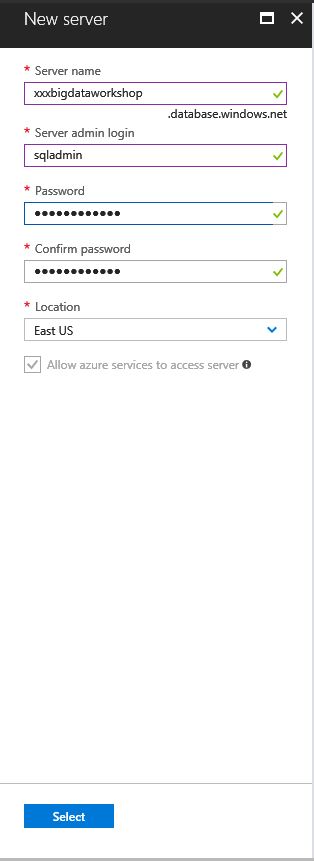 New server
* Server name
xxxbigdataworkshop
.database.windows.net
* Server admin login
sqladmin
* Password
••••••••••••
* Confirm password
••••••••••••
* Location
East US
Allow azure services to access server
Select